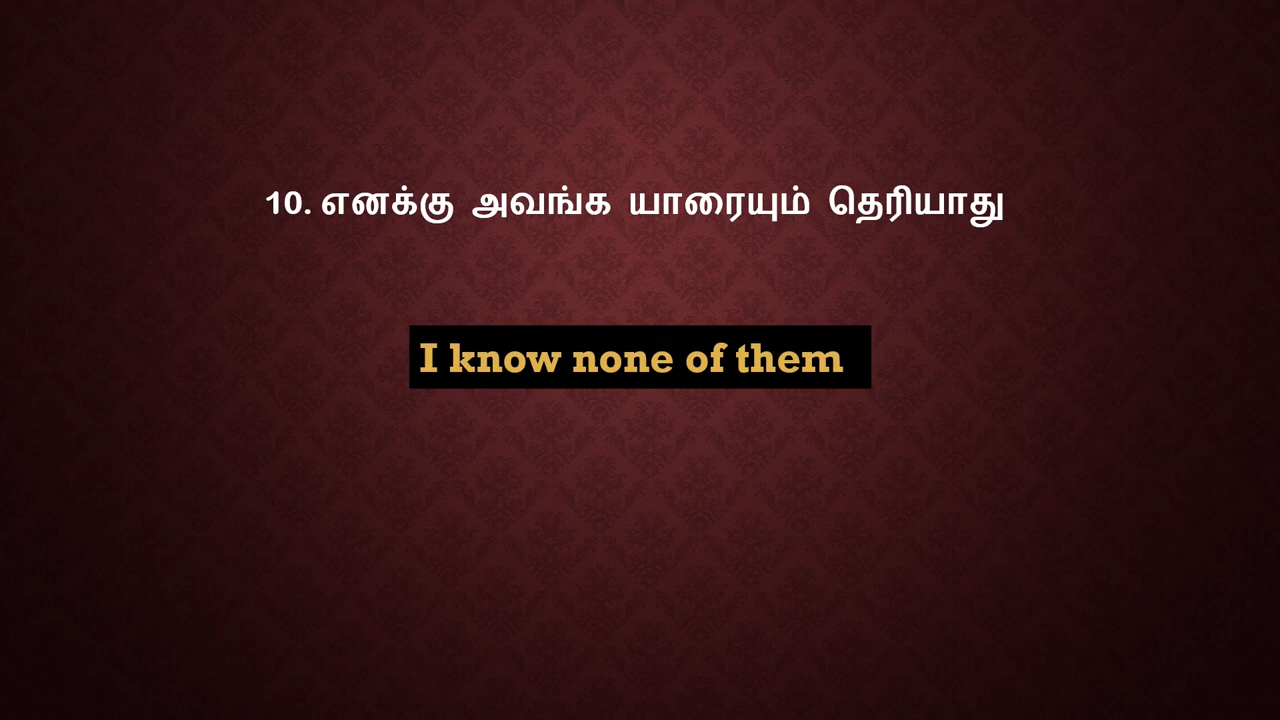 10. எனக்கு அவங்க யாரையும் தெரியாது
I know none of them